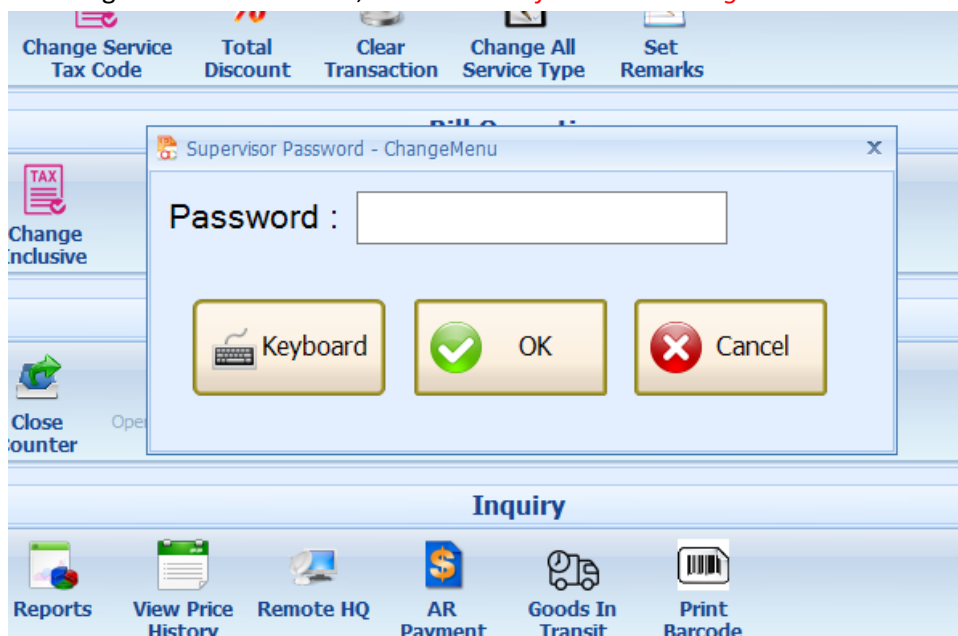 Change Service Total Clear Change All Set
Tax Code Discount Transaction Service Type Remarks
Supervisor Password - ChangeMenu x
TAX
Password :
Change
Inclusive
Keyboard OK Cancel
Close
Counter
Inquiry
Reports View Price Remote HQ AR Goods In Print
History Payment Transit Barcode